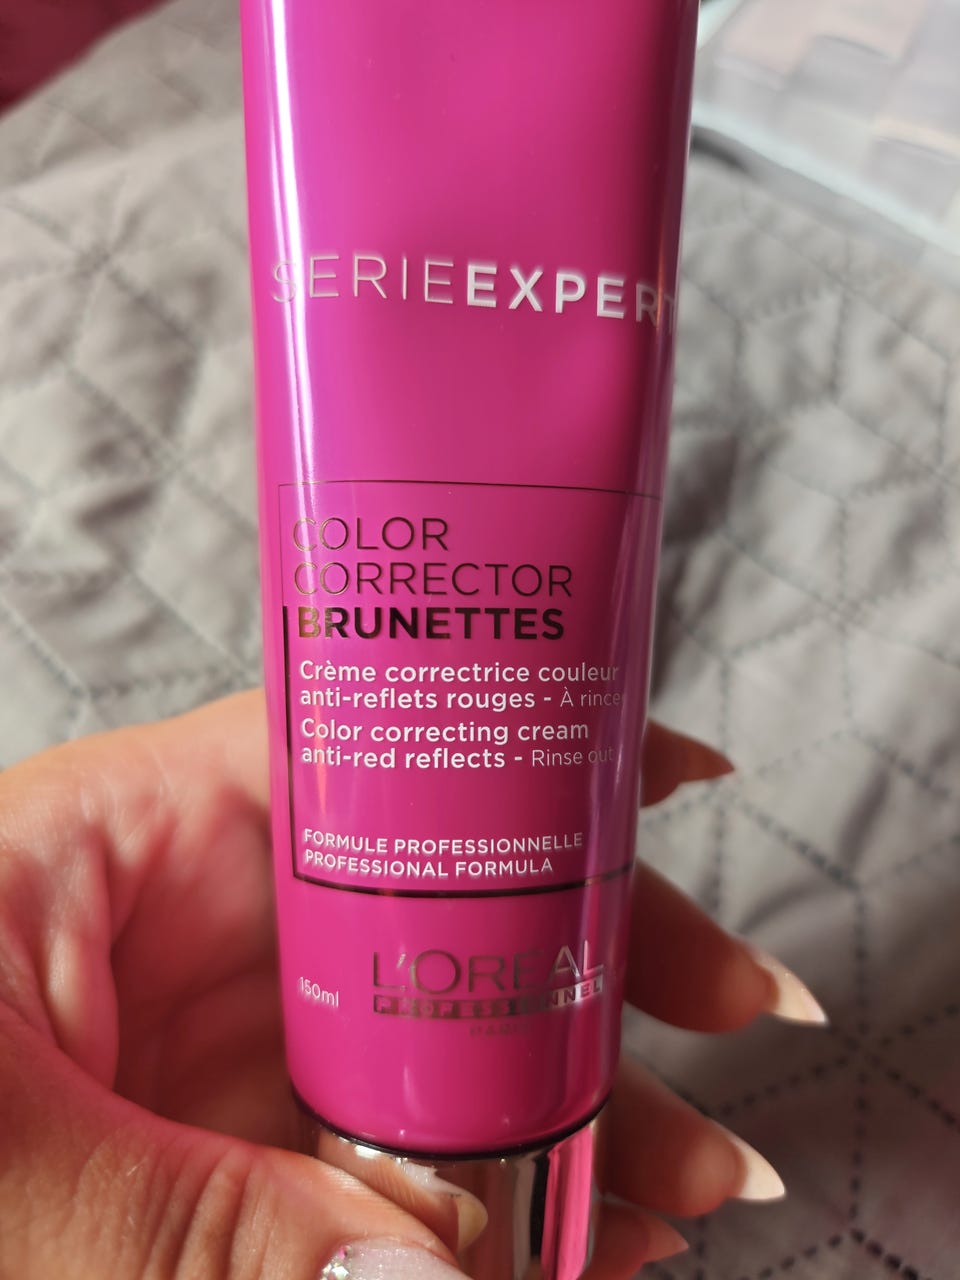 SERIEEXPERT
COLOR
CORRECTOR
BRUNETTES
Crème correctrice couleur
anti-reflets rouges - À rincer
Color correcting cream
anti-red reflects - Rinse out
FORMULE PROFESSIONNELLE
PROFESSIONAL FORMULA
150ml
L'ORÉAL
PROFESSIONNEL
PARIS